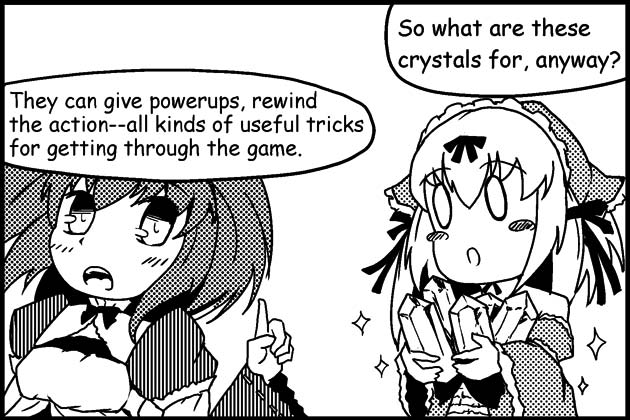 So what are these
crystals for, anyway?
They can give powerups, rewind
the action--all kinds of useful tricks
for getting through the game.